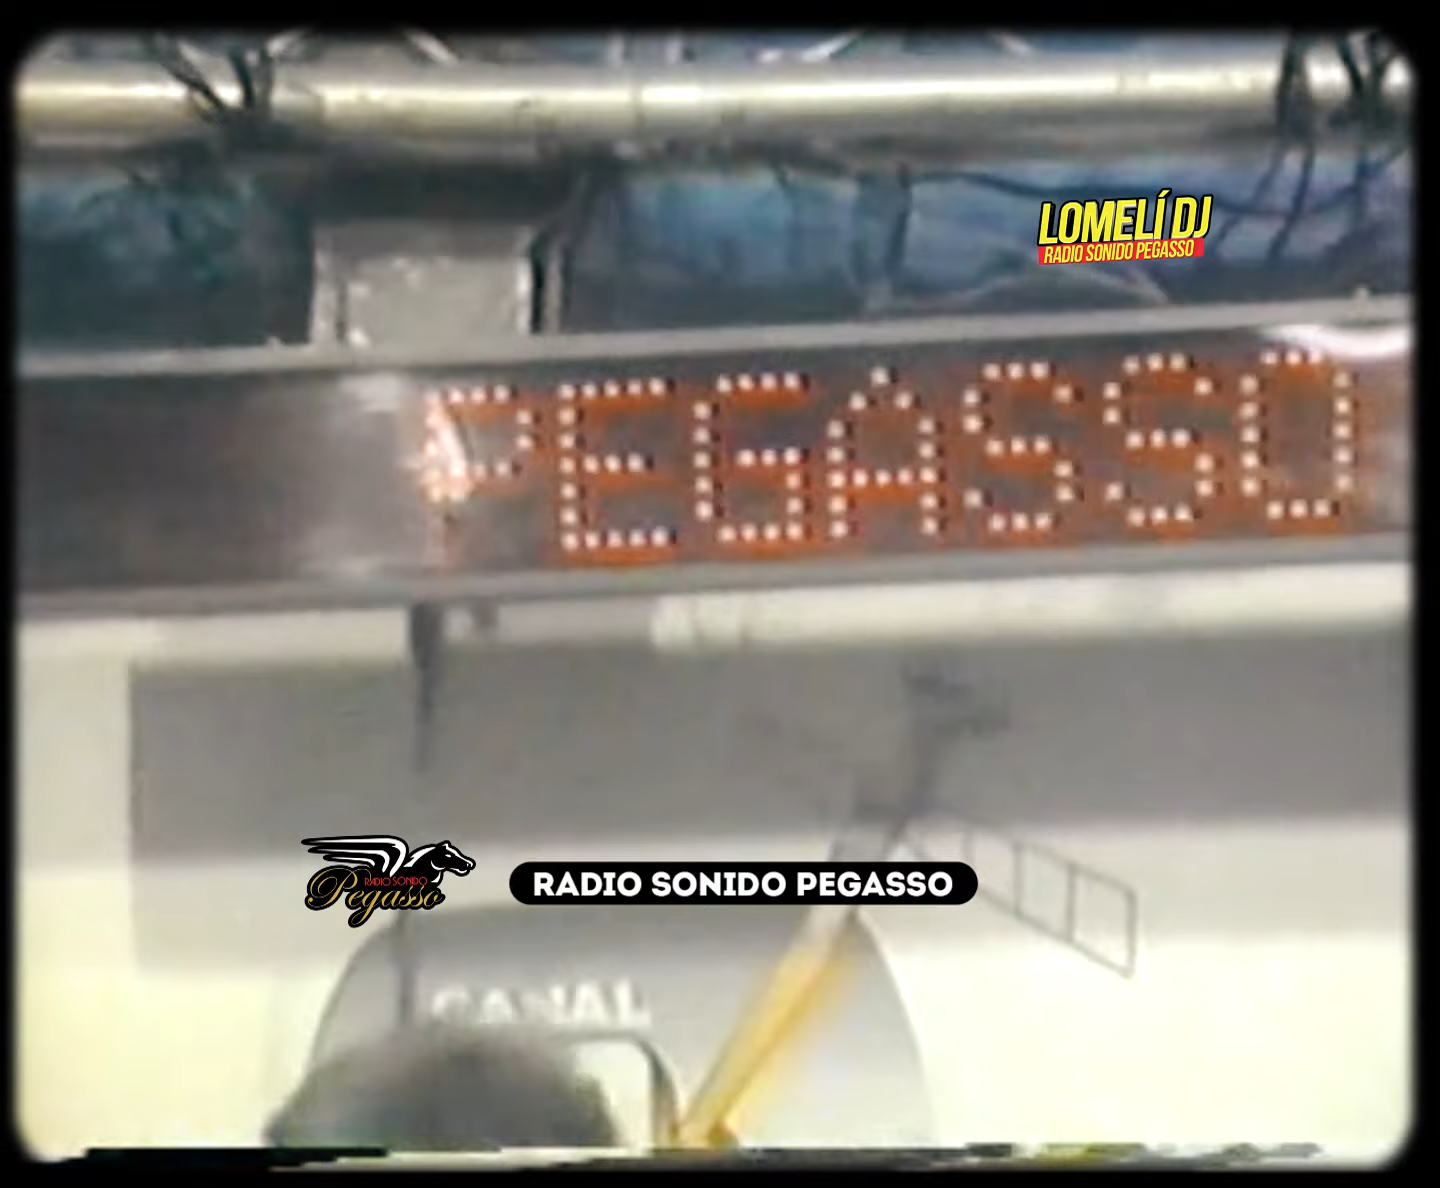 LOMELÍ DJ
RADIO SONIDO PEGASSO
PEGASSO
RADIO SONIDO
Pegasso
RADIO SONIDO PEGASSO
CANAL